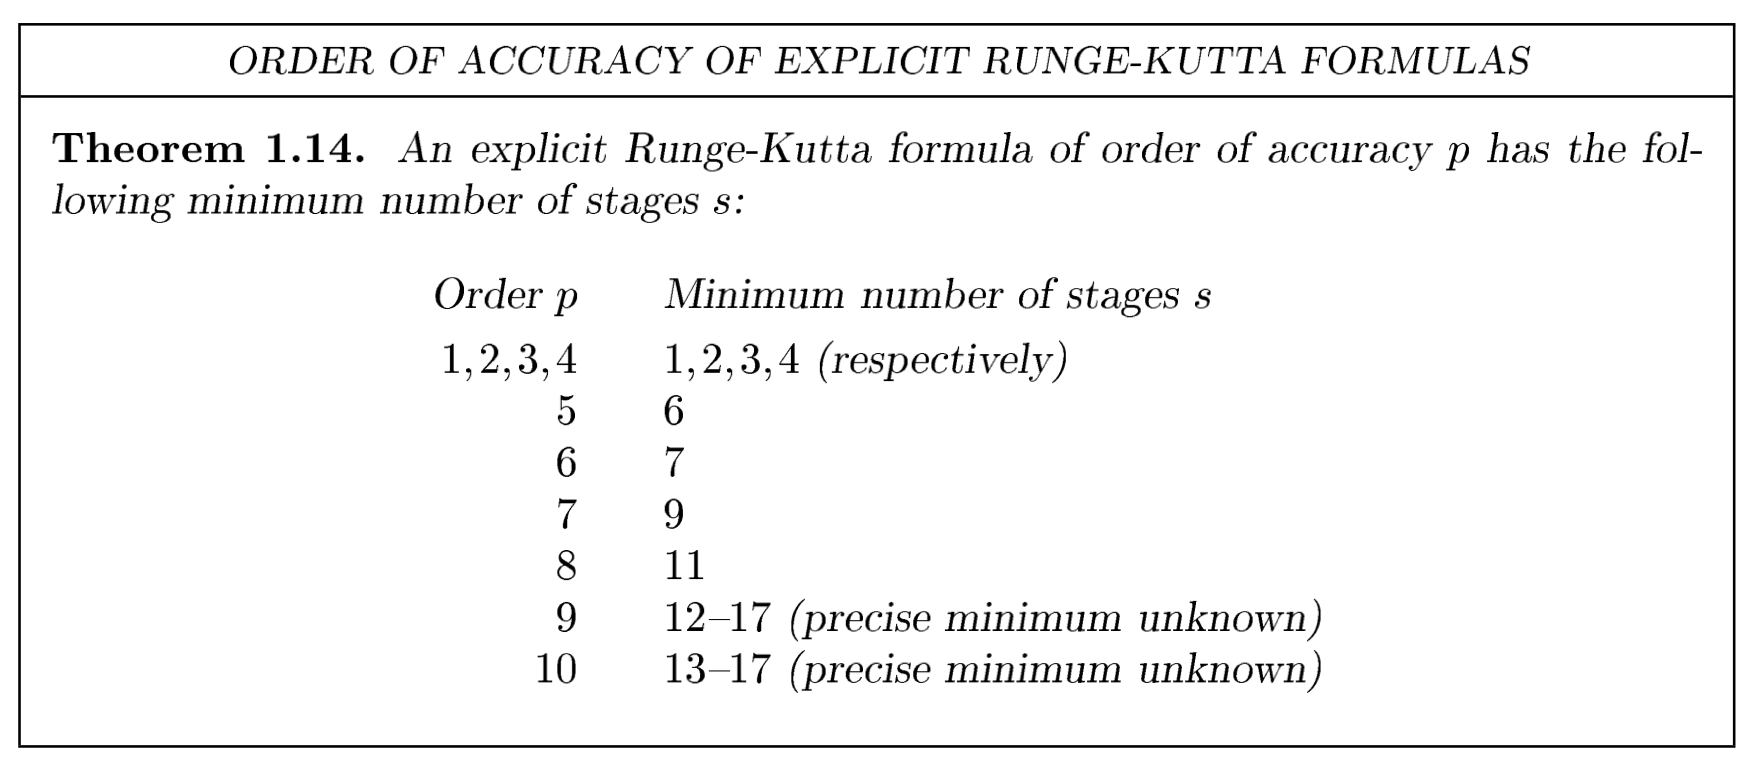 ORDER OF ACCURACY OF EXPLICIT RUNGE-KUTTA FORMULAS
Theorem 1.14. An explicit Runge-Kutta formula of order of accuracy p has the fol-
lowing minimum number of stages s:
Order p Minimum number of stages s
1,2,3,4 1,2,3,4 (respectively)
5 6
6 7
7 9
8 11
9 12–17 (precise minimum unknown)
10 13–17 (precise minimum unknown)